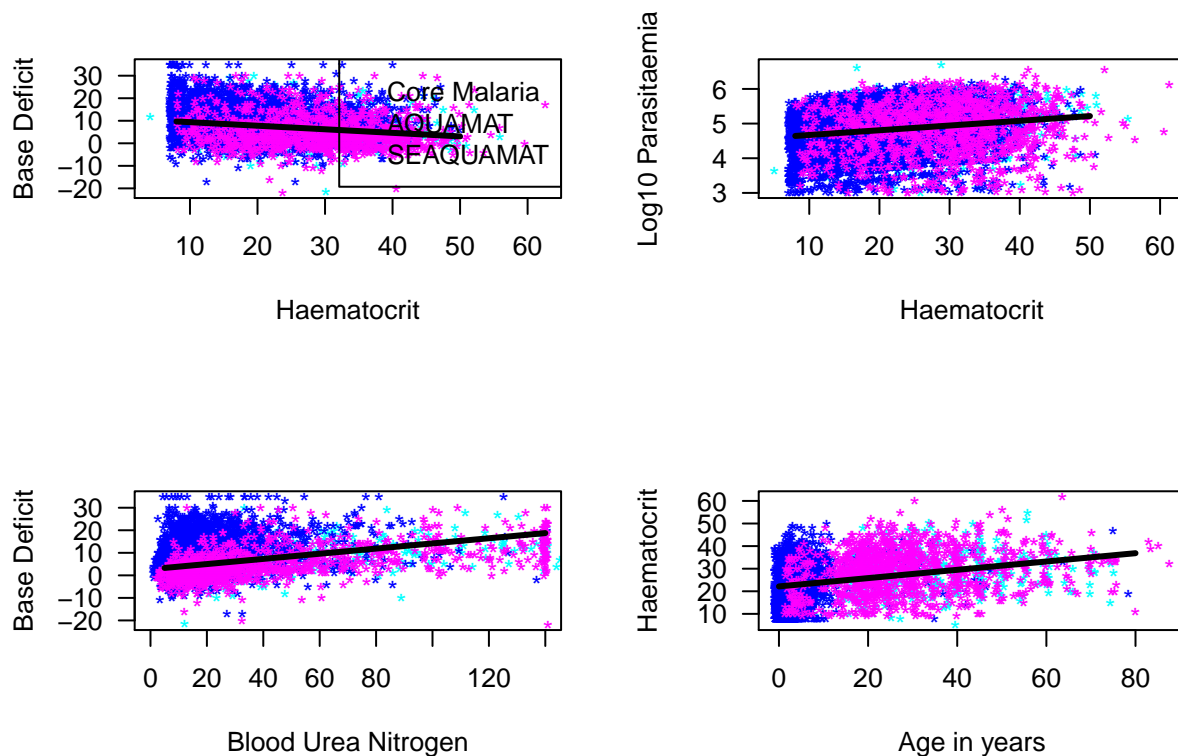 Base Deficit
30
20
10
0
−10
−20
Core Malaria
AQUAMAT
SEAQUAMAT
10 20 30 40 50 60
Haematocrit
Log10 Parasitaemia
6
5
4
3
10 20 30 40 50 60
Haematocrit
Base Deficit
30
20
10
0
−10
−20
0 20 40 60 80 120
Blood Urea Nitrogen
Haematocrit
60
50
40
30
20
10
0 20 40 60 80
Age in years